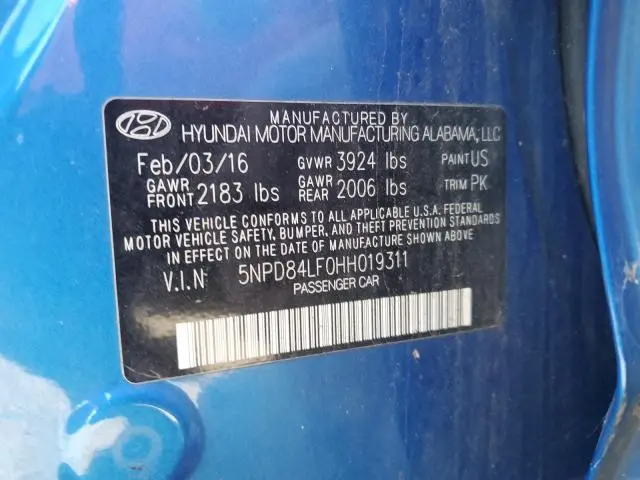 MANUFACTURED BY
HYUNDAI MOTOR MANUFACTURING ALABAMA, LLC
Feb/03/16 GVWR 3924 lbs PAINT US
GAWR FRONT 2183 lbs GAWR REAR 2006 lbs TRIM PK
THIS VEHICLE CONFORMS TO ALL APPLICABLE U.S.A. FEDERAL
MOTOR VEHICLE SAFETY, BUMPER, AND THEFT PREVENTION STANDARDS
IN EFFECT ON THE DATE OF MANUFACTURE SHOWN ABOVE.
V.I.N 5NPD84LF0HH019311
PASSENGER CAR